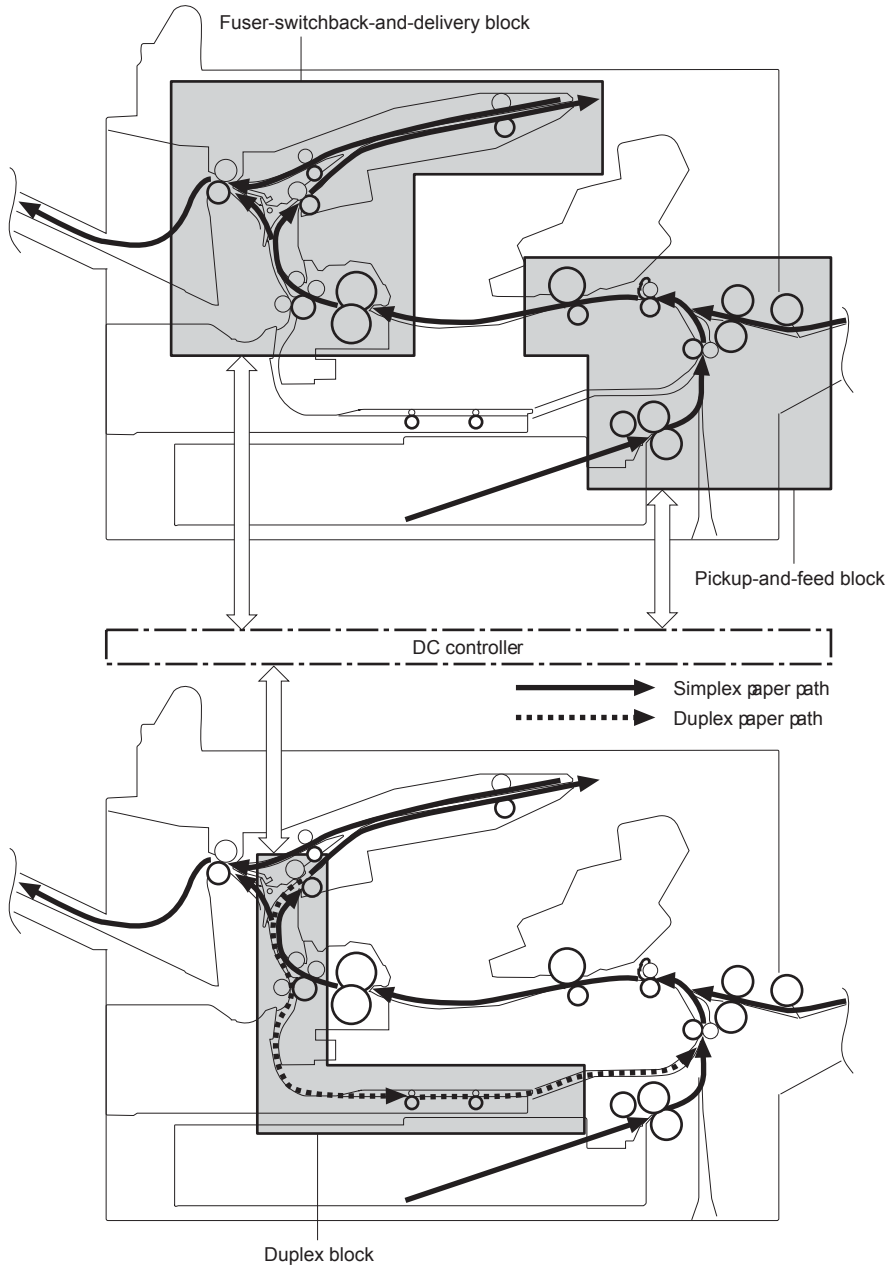 Fuser-switchback-and-delivery block
Pickup-and-feed block
DC controller
Simplex paper path
Duplex paper path
Duplex block